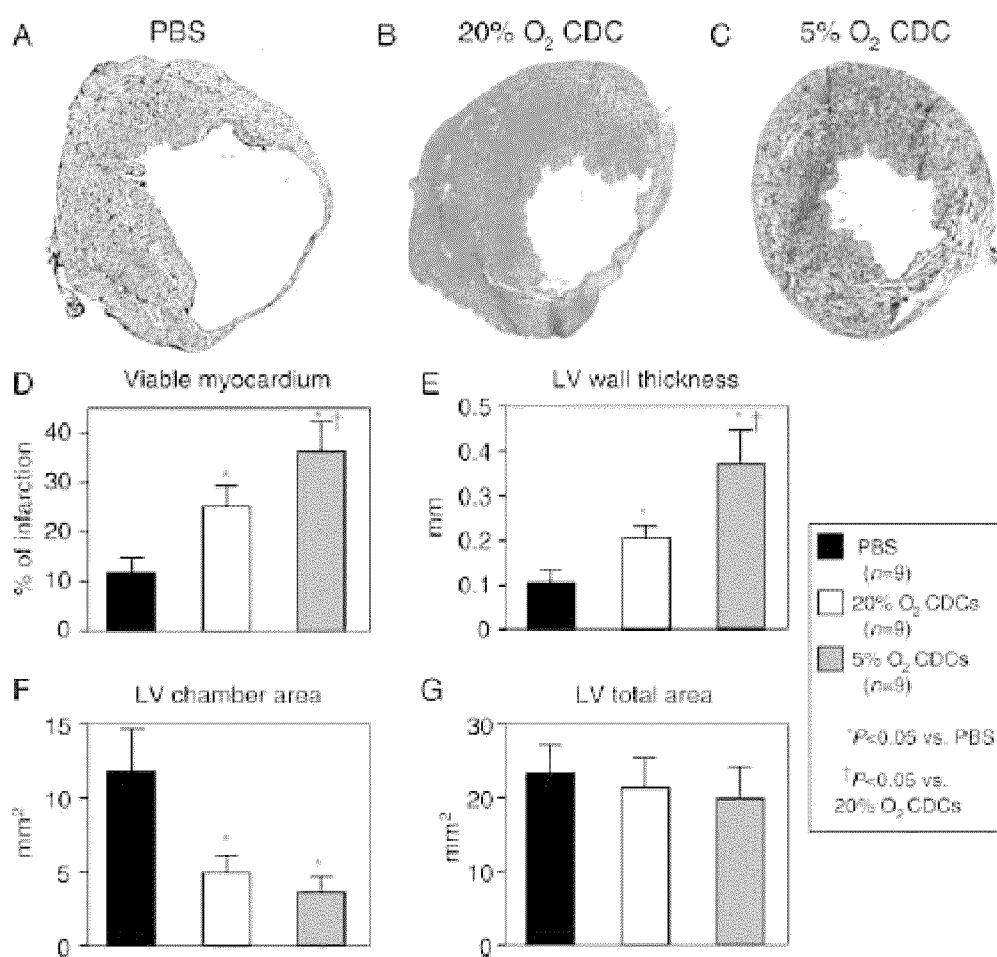 A PBS
B 20% O2 CDC
C 5% O2 CDC
D Viable myocardium
% of infarction
40
30
20
10
0
*
* †
E LV wall thickness
mm
0.5
0.4
0.3
0.2
0.1
0
*
* †
F LV chamber area
mm²
15
10
5
0
*
*
G LV total area
mm²
30
20
10
0
PBS
(n=9)
20% O2 CDCs
(n=9)
5% O2 CDCs
(n=9)
*P<0.05 vs. PBS
†P<0.05 vs.
20% O2 CDCs